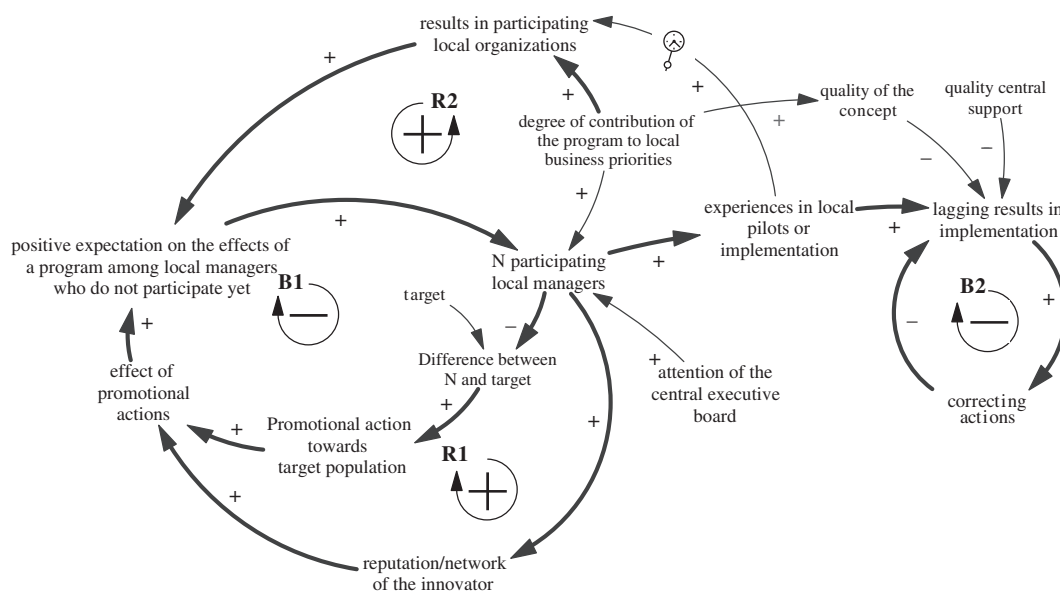 results in participating
local organizations
+
+
R2
+
+
degree of contribution of
the program to local
business priorities
+
quality of the
concept
quality central
support
–
–
+
+
experiences in local
pilots or
implementation
+
lagging results in
implementation
positive expectation on the effects of
a program among local managers
who do not participate yet
B1
N participating
local managers
+
B2
+
–
target
–
+
effect of
promotional
actions
Difference between
N and target
+
attention of the
central executive
board
correcting
actions
+
+
Promotional action
towards
target population
R1
+
+
reputation/network
of the innovator